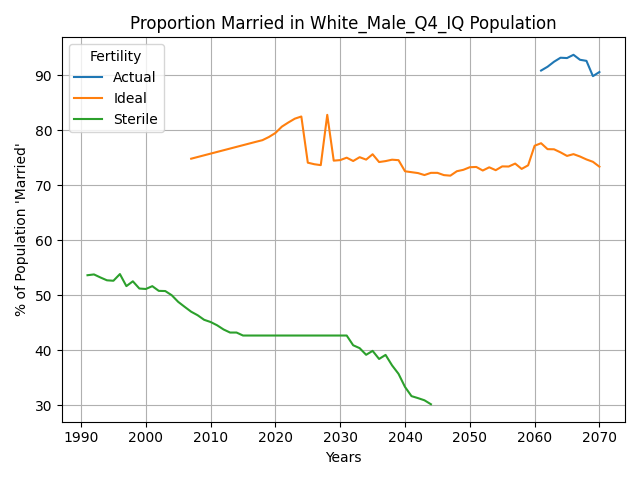 Proportion Married in White_Male_Q4_IQ Population
Fertility
Actual
Ideal
Sterile
% of Population 'Married'
90
80
70
60
50
40
30
1990 2000 2010 2020 2030 2040 2050 2060 2070
Years